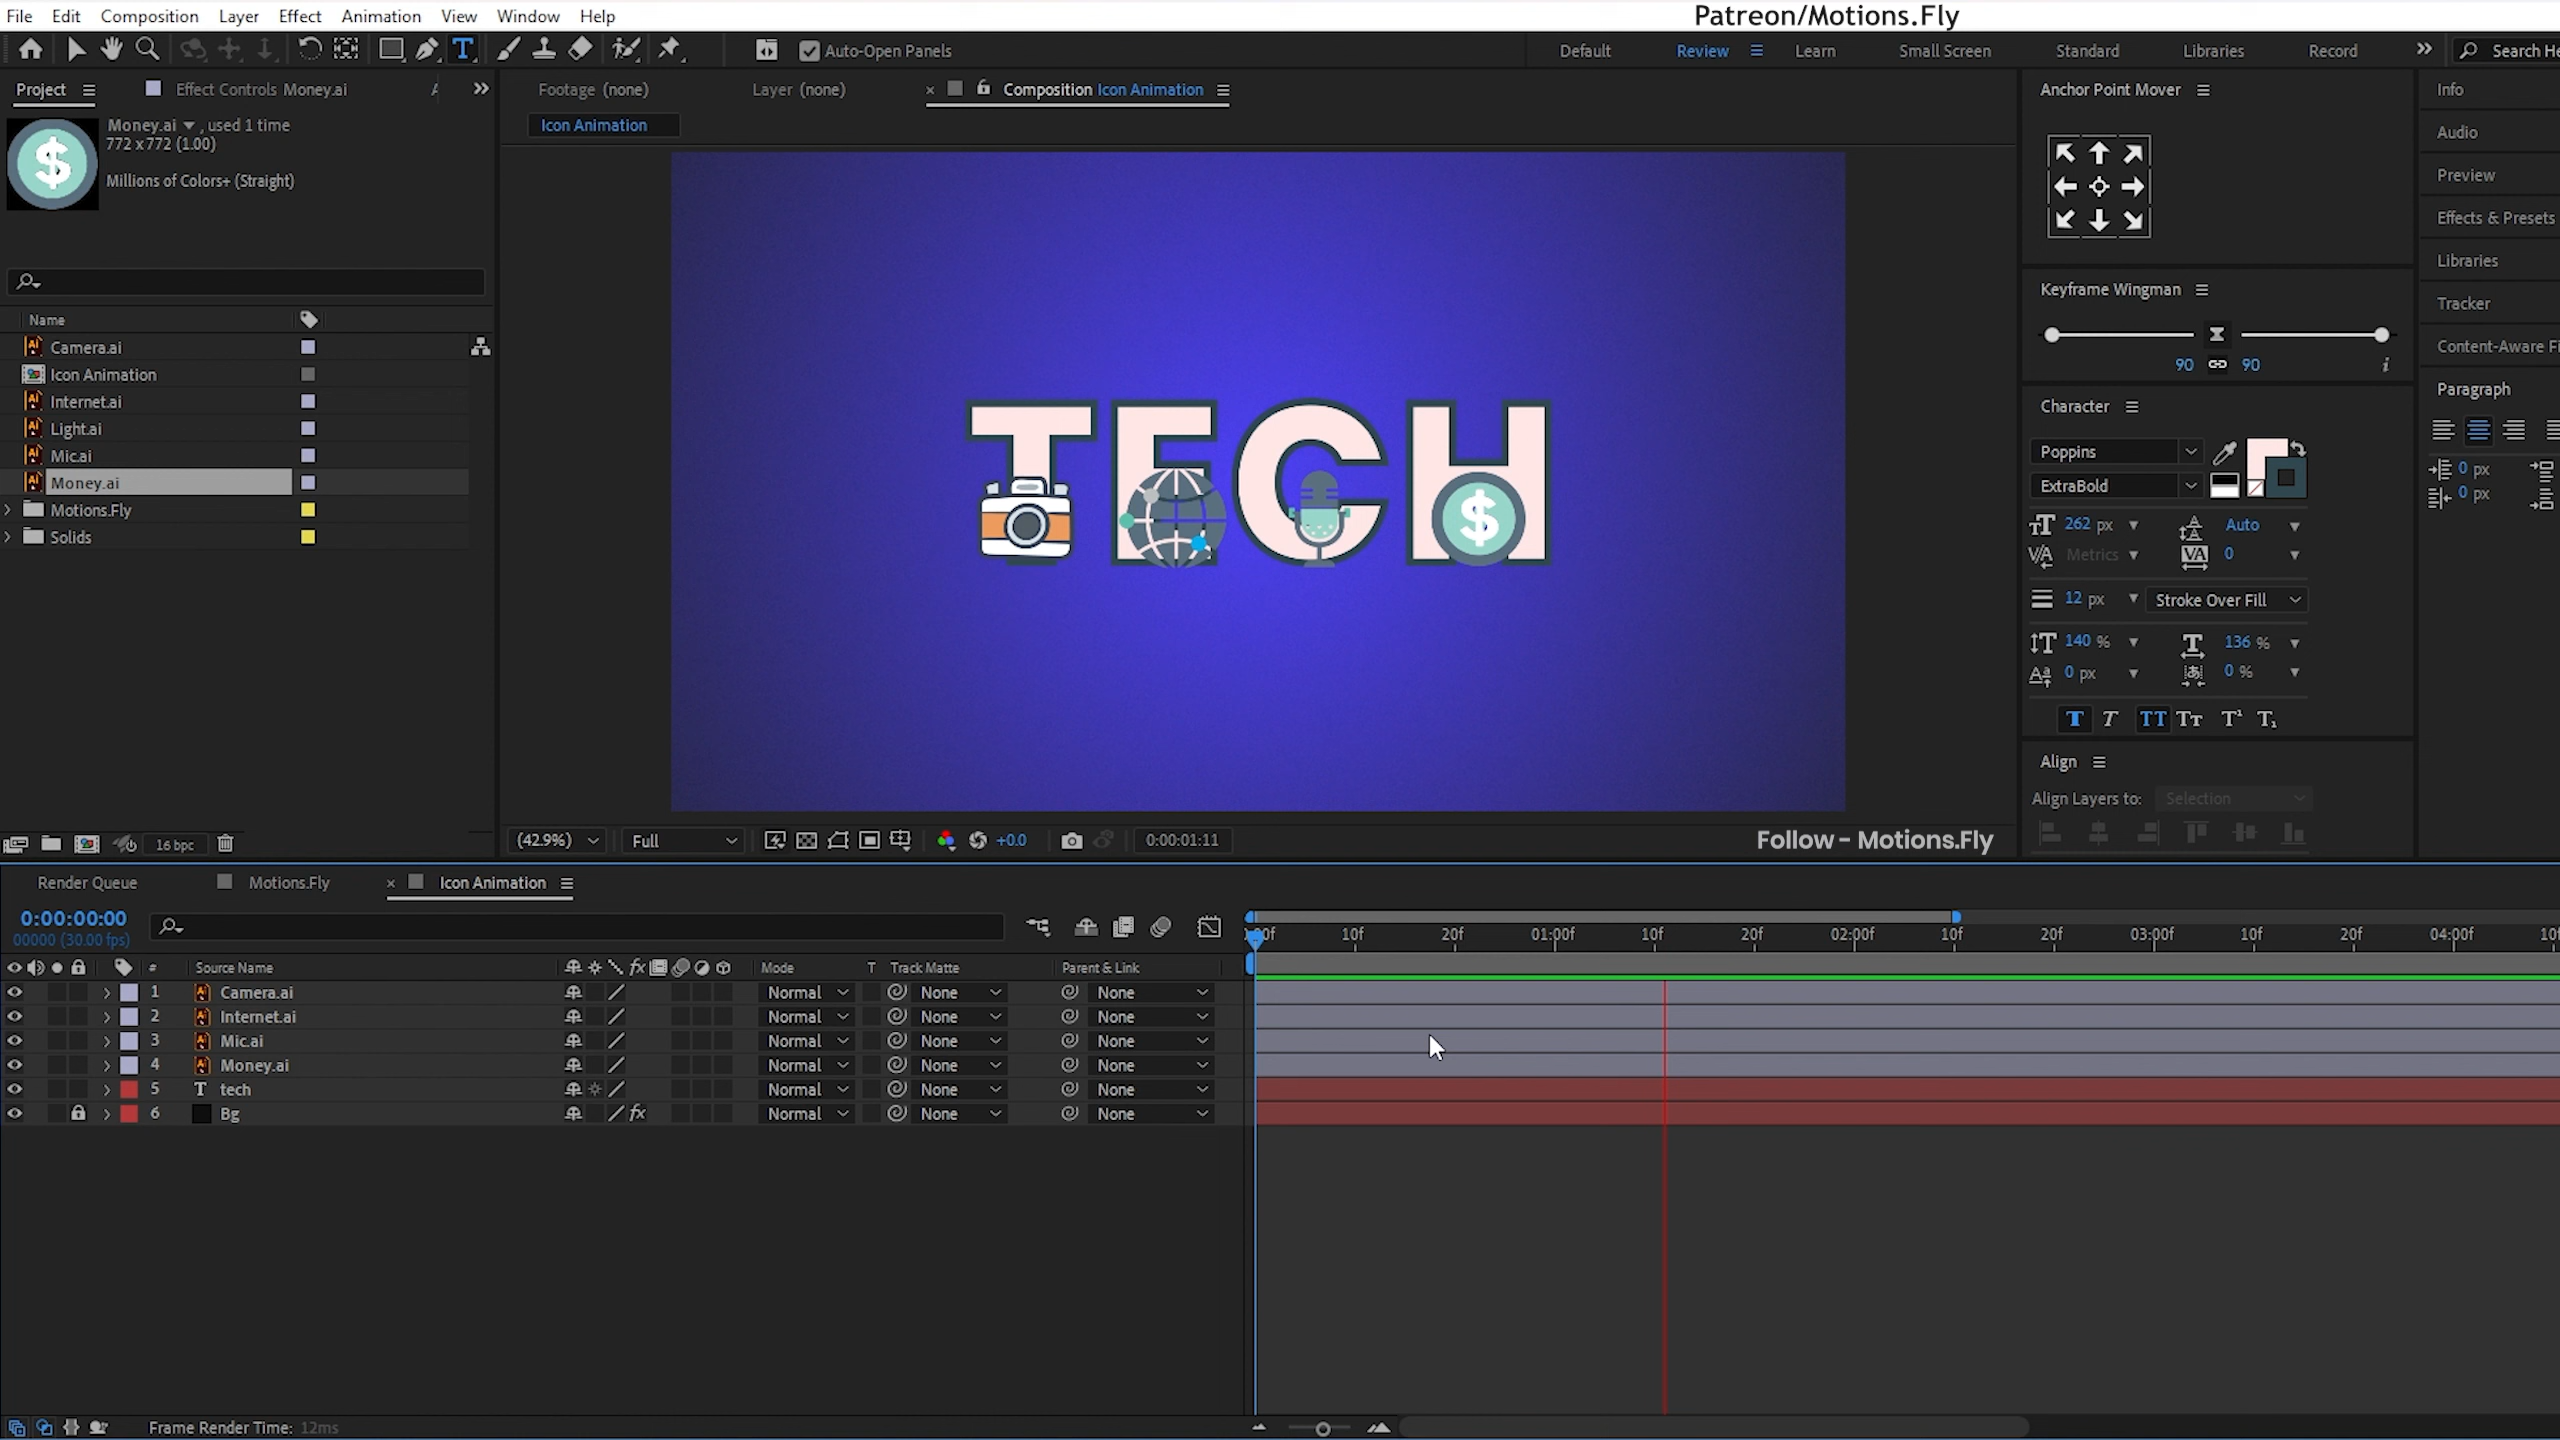 File Edit Composition Layer Effect Animation View Window Help
Patreon/Motions.Fly
Auto-Open Panels
Default Review Learn Small Screen Standard Libraries Record
Project
Effect Controls Money.ai
Footage (none)
Layer (none)
Composition Icon Animation
Icon Animation
Money.ai , used 1 time
772 x 772 (1.00)
Millions of Colors+ (Straight)
Name
Camera.ai
Icon Animation
Internet.ai
Light.ai
Mic.ai
Money.ai
Motions.Fly
Solids
16 bpc
TECH
$
(42.9%)
Full
+0.0
0:00:01:11
Follow - Motions.Fly
Anchor Point Mover
Keyframe Wingman
90 90
Character
Poppins
ExtraBold
262 px
Auto
Metrics
0
12 px
Stroke Over Fill
140 %
136 %
0 px
0 %
Align
Align Layers to: Selection
Info
Audio
Preview
Effects & Presets
Libraries
Tracker
Content-Aware Fi
Paragraph
0 px
0 px
Render Queue
Motions.Fly
Icon Animation
0:00:00:00
00000 (30.00 fps)
10f 20f 01:00f 10f 20f 02:00f 10f 20f 03:00f 10f 20f 04:00f
# Source Name Mode T Track Matte Parent & Link
1 Camera.ai Normal None None
2 Internet.ai Normal None None
3 Mic.ai Normal None None
4 Money.ai Normal None None
5 T tech Normal None None
6 Bg fx Normal None None
Frame Render Time: 12ms